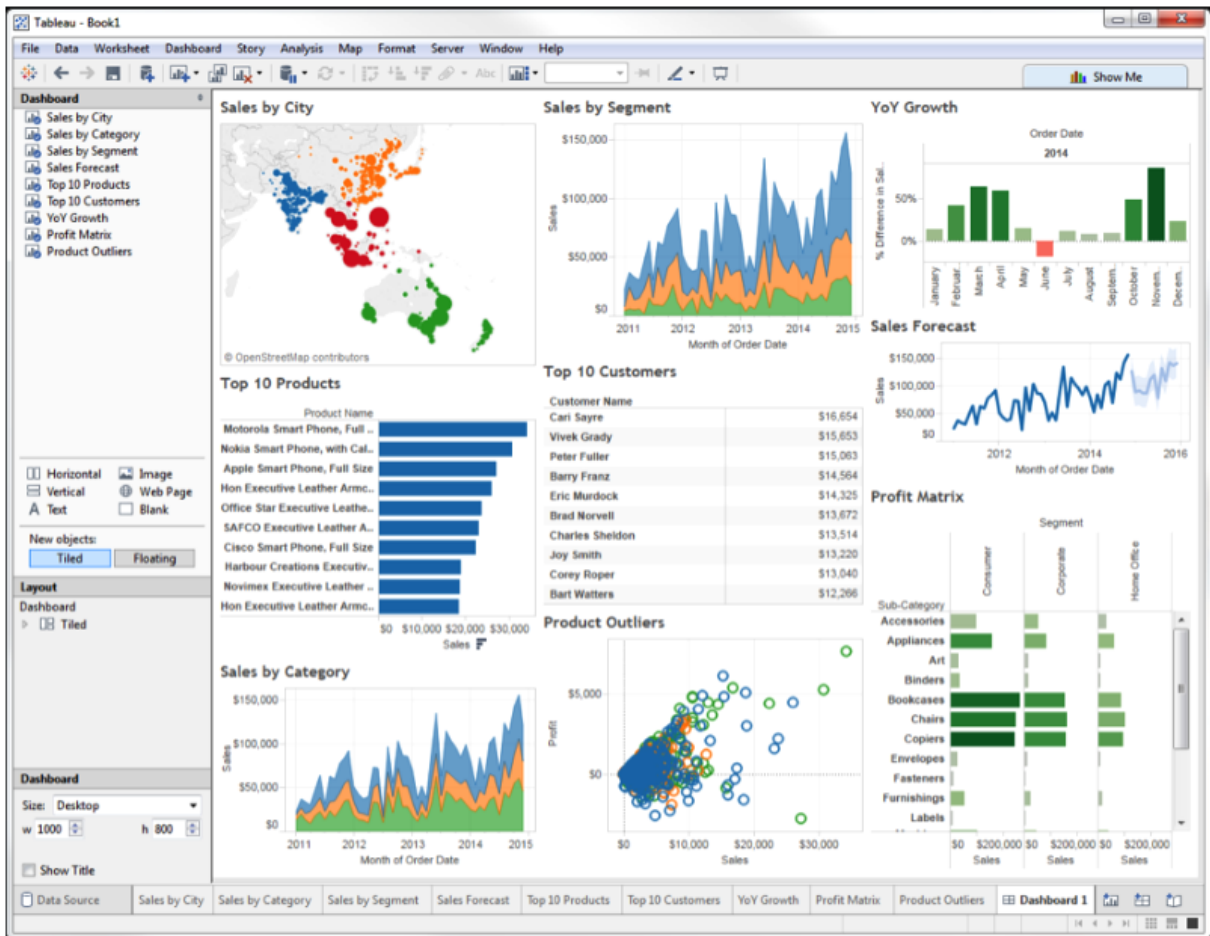 Tableau - Book1
File Data Worksheet Dashboard Story Analysis Map Format Server Window Help
Abc
Show Me
Dashboard
Sales by City
Sales by Category
Sales by Segment
Sales Forecast
Top 10 Products
Top 10 Customers
YoY Growth
Profit Matrix
Product Outliers
Horizontal Image
Vertical Web Page
A Text Blank
New objects:
Tiled Floating
Layout
Dashboard
Tiled
Dashboard
Size: Desktop
w 1000 h 800
Show Title
Sales by City
© OpenStreetMap contributors
Sales by Segment
Sales
$150,000
$100,000
$50,000
$0
2011 2012 2013 2014 2015
Month of Order Date
YoY Growth
Order Date
2014
% Difference in Sal..
50%
0%
January
Februar..
March
April
May
June
July
August
Septem..
October
Novem..
Decem..
Sales Forecast
Sales
$150,000
$100,000
$50,000
$0
2012 2014 2016
Month of Order Date
Top 10 Products
Product Name
Motorola Smart Phone, Full ..
Nokia Smart Phone, with Cal..
Apple Smart Phone, Full Size
Hon Executive Leather Armc..
Office Star Executive Leathe..
SAFCO Executive Leather A..
Cisco Smart Phone, Full Size
Harbour Creations Executiv..
Novimex Executive Leather ..
Hon Executive Leather Armc..
$0 $10,000 $20,000 $30,000
Sales
Top 10 Customers
Customer Name
Cari Sayre $16,654
Vivek Grady $15,653
Peter Fuller $15,063
Barry Franz $14,564
Eric Murdock $14,325
Brad Norvell $13,672
Charles Sheldon $13,514
Joy Smith $13,220
Corey Roper $13,040
Bart Watters $12,266
Profit Matrix
Segment
Consumer
Corporate
Home Office
Sub-Category
Accessories
Appliances
Art
Binders
Bookcases
Chairs
Copiers
Envelopes
Fasteners
Furnishings
Labels
$0 $200,000 $0 $200,000 $0 $200,000
Sales Sales Sales
Sales by Category
Sales
$150,000
$100,000
$50,000
$0
2011 2012 2013 2014 2015
Month of Order Date
Product Outliers
Profit
$5,000
$0
$0 $10,000 $20,000 $30,000
Sales
Data Source Sales by City Sales by Category Sales by Segment Sales Forecast Top 10 Products Top 10 Customers YoY Growth Profit Matrix Product Outliers Dashboard 1